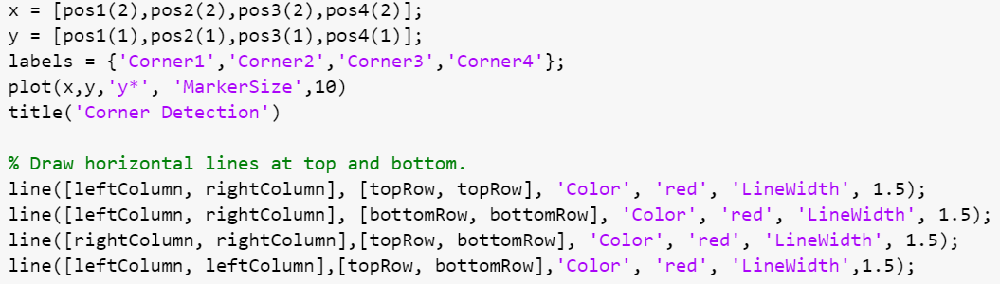 x = [pos1(2),pos2(2),pos3(2),pos4(2)];
y = [pos1(1),pos2(1),pos3(1),pos4(1)];
labels = {'Corner1','Corner2','Corner3','Corner4'};
plot(x,y,'y*', 'MarkerSize',10)
title('Corner Detection')
% Draw horizontal lines at top and bottom.
line([leftColumn, rightColumn], [topRow, topRow], 'Color', 'red', 'LineWidth', 1.5);
line([leftColumn, rightColumn], [bottomRow, bottomRow], 'Color', 'red', 'LineWidth', 1.5);
line([rightColumn, rightColumn],[topRow, bottomRow], 'Color', 'red', 'LineWidth', 1.5);
line([leftColumn, leftColumn],[topRow, bottomRow],'Color', 'red', 'LineWidth',1.5);